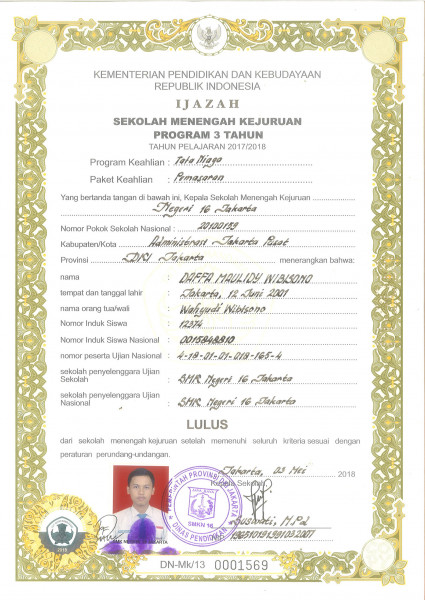 KEMENTERIAN PENDIDIKAN DAN KEBUDAYAAN
REPUBLIK INDONESIA
IJAZAH
SEKOLAH MENENGAH KEJURUAN
PROGRAM 3 TAHUN
TAHUN PELAJARAN 2017/2018
Program Keahlian : Tata Niaga
Paket Keahlian : Pemasaran
Yang bertanda tangan di bawah ini, Kepala Sekolah Menengah Kejuruan
Negeri 16 Jakarta
Nomor Pokok Sekolah Nasional : 20100159
Kabupaten/Kota : Administrasi Jakarta Pusat
Provinsi DKI Jakarta menerangkan bahwa:
nama : DAFFA MAULIDY WIBISONO
tempat dan tanggal lahir : Jakarta, 12 Juni 2001
nama orang tua/wali : Wahyudi Wibisono
Nomor Induk Siswa : 12374
Nomor Induk Siswa Nasional : 0015848810
nomor peserta Ujian Nasional : 4-18-01-01-018-165-4
sekolah penyelenggara Ujian
Sekolah : SMK Negeri 16 Jakarta
sekolah penyelenggara Ujian
Nasional : SMK Negeri 16 Jakarta
LULUS
dari sekolah menengah kejuruan setelah memenuhi seluruh kriteria sesuai dengan
peraturan perundang-undangan.
Jakarta, 03 Mei 2018
Kepala Sekolah
PEMERINTAH PROVINSI DKI JAKARTA
SMKN 16
DINAS PENDIDIKAN
M.Pd
2018
DN-Mk/13 0001569